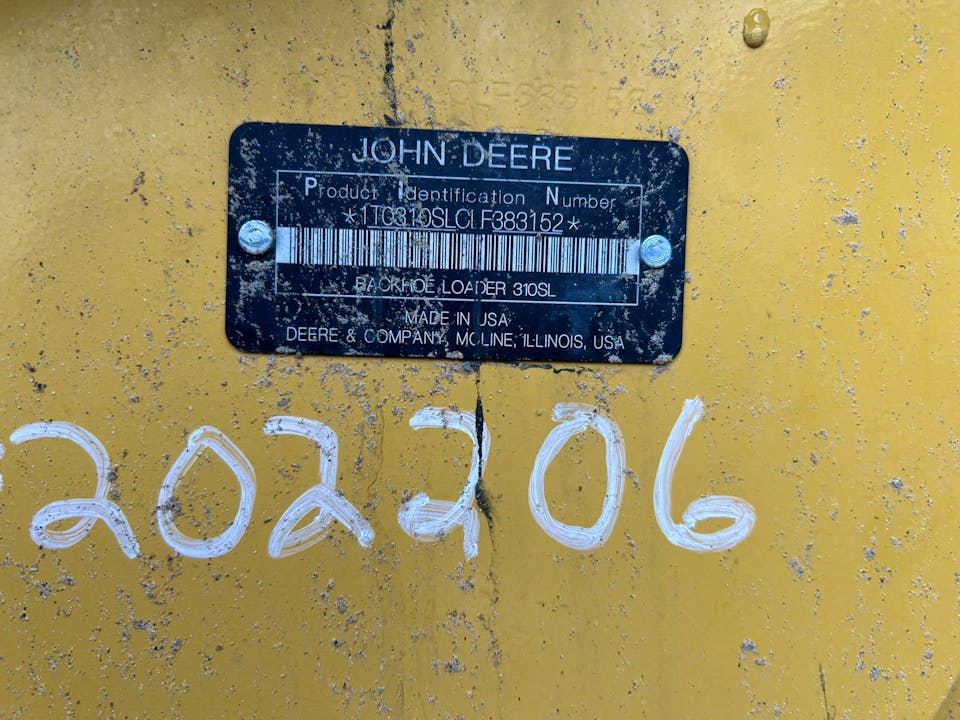 JOHN DEERE
Product Identification Number
*1T0310SLCLF383152*
BACKHOE LOADER 310SL
MADE IN USA
DEERE & COMPANY, MOLINE, ILLINOIS, USA
202206